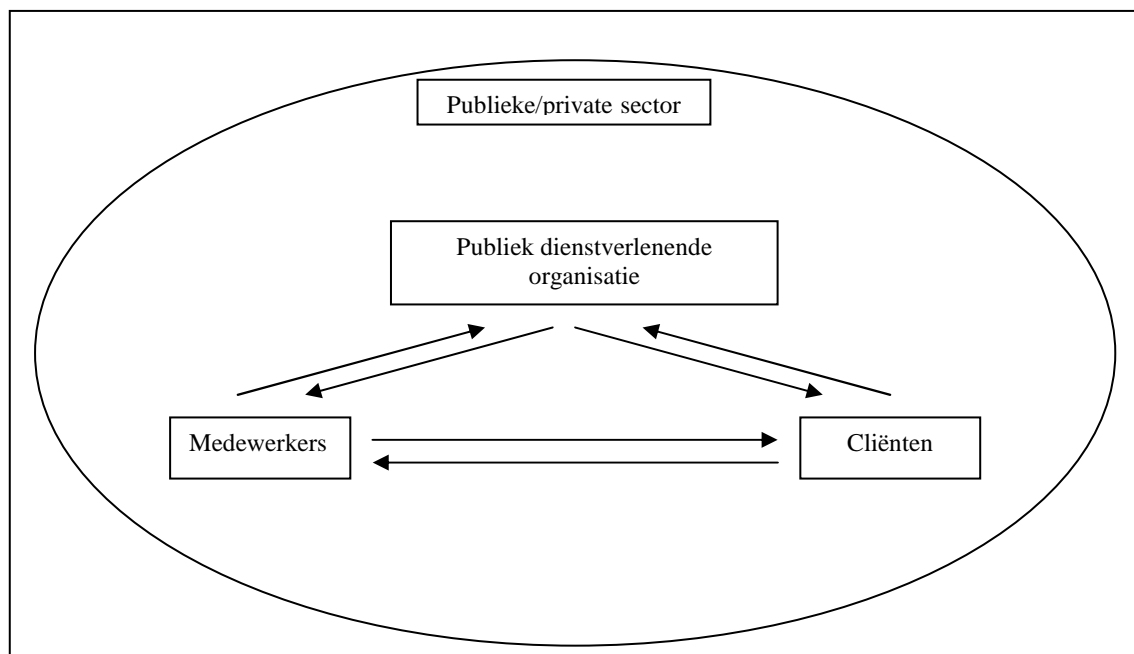 Publieke/private sector
Publiek dienstverlenende
organisatie
Medewerkers
Cliënten